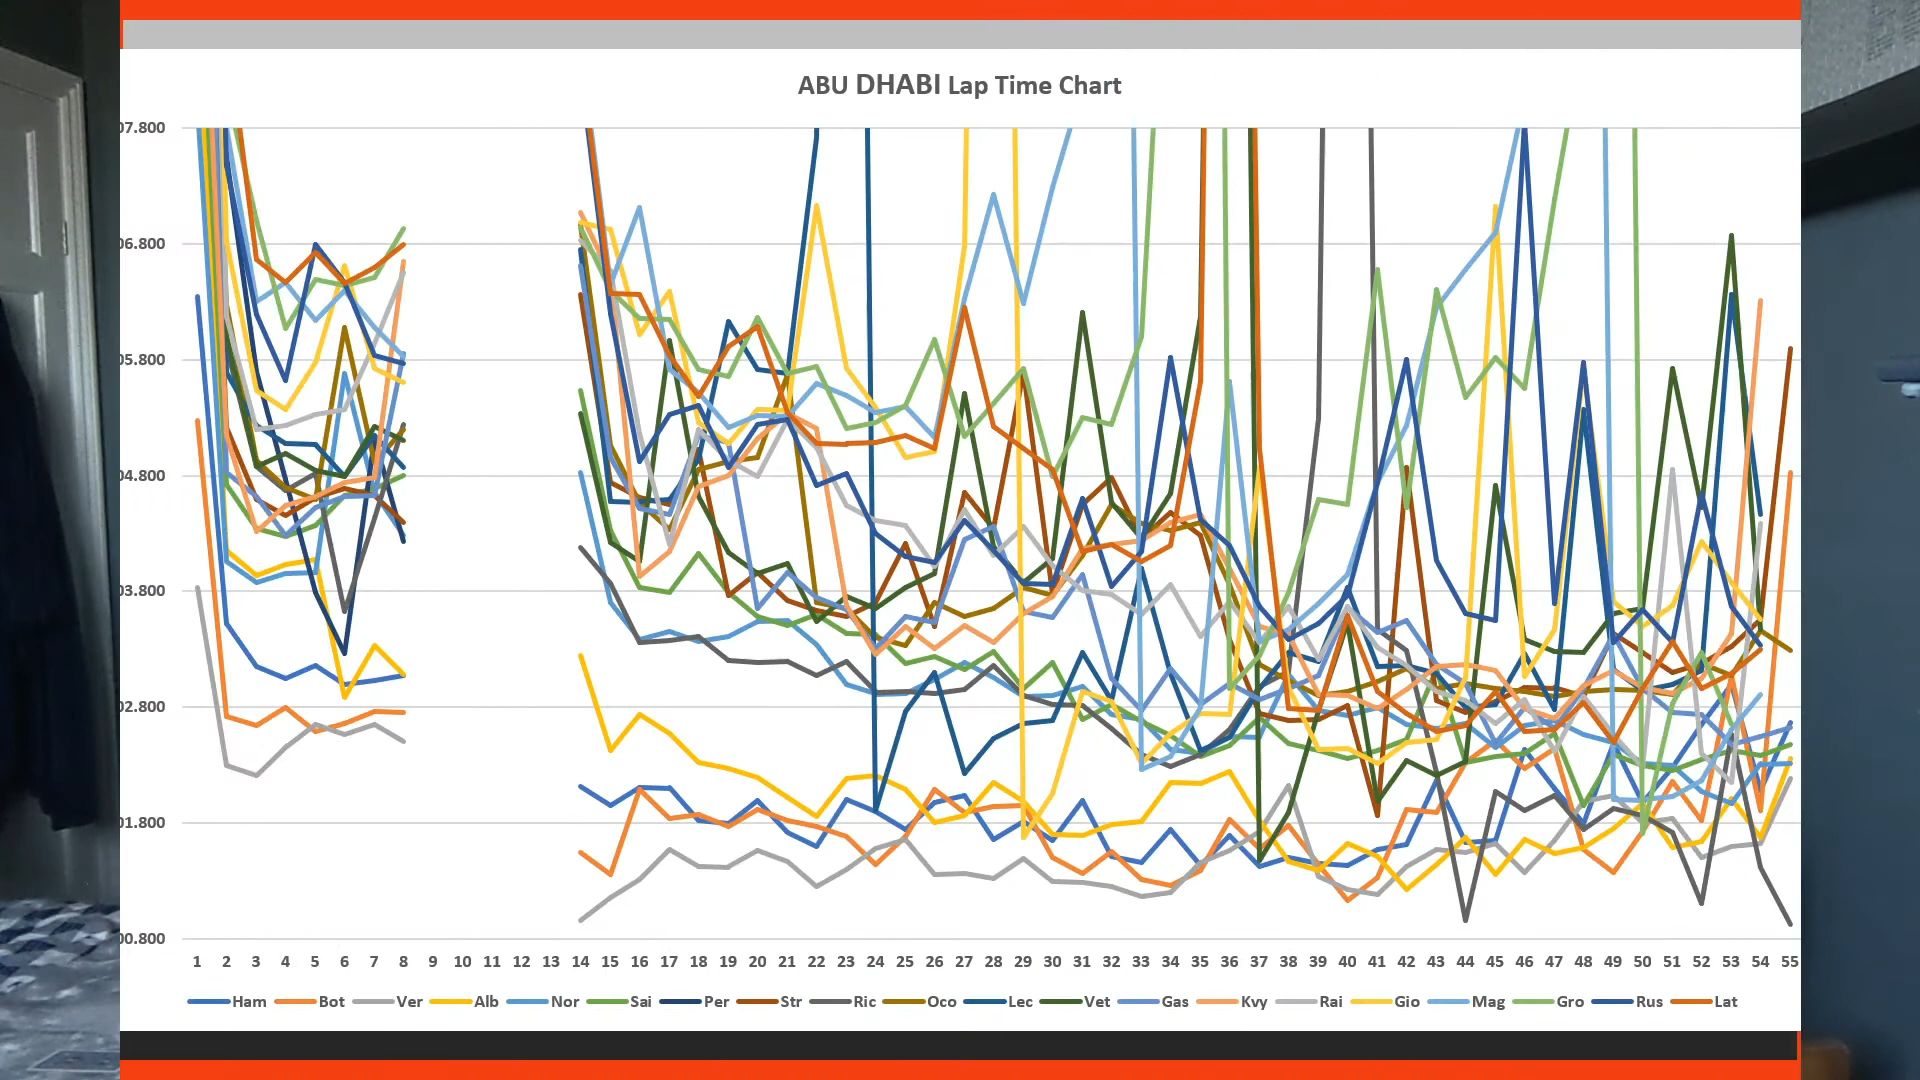 ABU DHABI Lap Time Chart
07.800
06.800
05.800
04.800
03.800
02.800
01.800
00.800
1 2 3 4 5 6 7 8 9 10 11 12 13 14 15 16 17 18 19 20 21 22 23 24 25 26 27 28 29 30 31 32 33 34 35 36 37 38 39 40 41 42 43 44 45 46 47 48 49 50 51 52 53 54 55
Ham Bot Ver Alb Nor Sai Per Str Ric Oco Lec Vet Gas Kvy Rai Gio Mag Gro Rus Lat